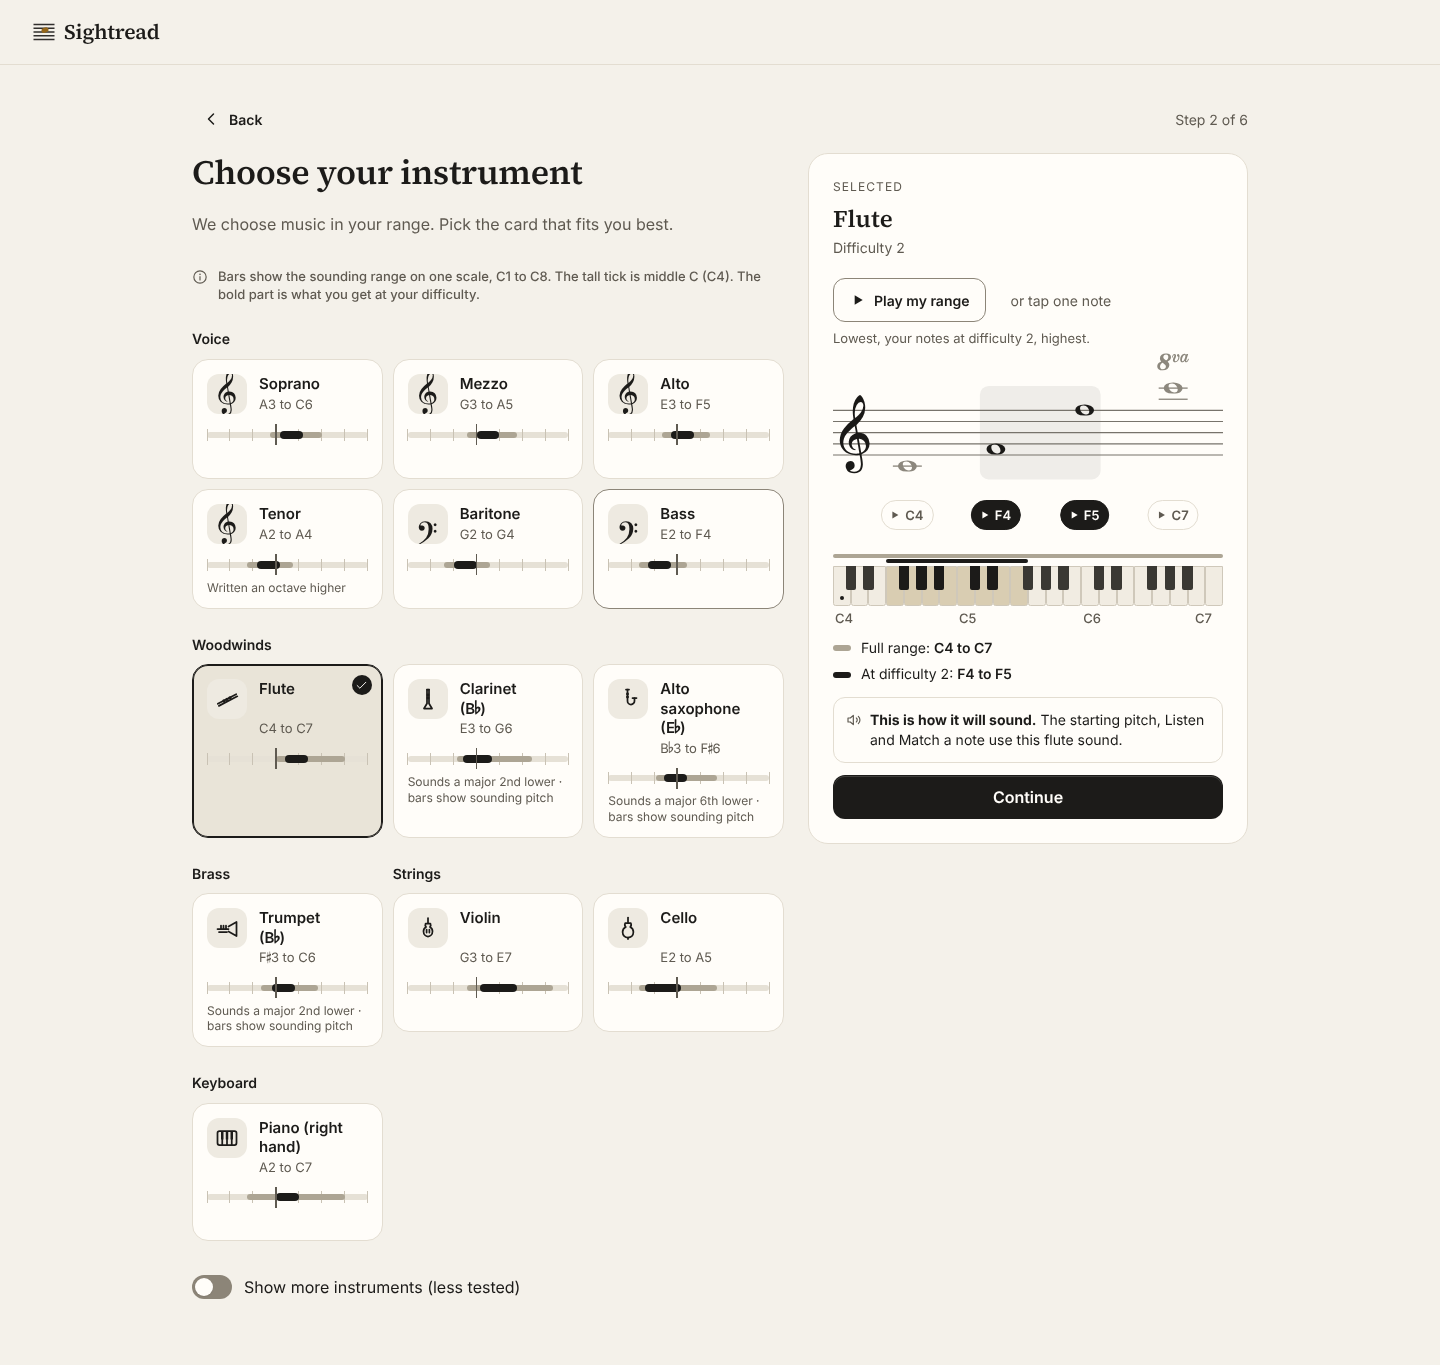 Sightread
Back
Step 2 of 6
Choose your instrument
We choose music in your range. Pick the card that fits you best.
Bars show the sounding range on one scale, C1 to C8. The tall tick is middle C (C4). The
bold part is what you get at your difficulty.
Voice
Soprano
A3 to C6
Mezzo
G3 to A5
Alto
E3 to F5
Tenor
A2 to A4
Written an octave higher
Baritone
G2 to G4
Bass
E2 to F4
Woodwinds
Flute
C4 to C7
Clarinet
(B♭)
E3 to G6
Sounds a major 2nd lower ·
bars show sounding pitch
Alto
saxophone
(E♭)
B♭3 to F♯6
Sounds a major 6th lower ·
bars show sounding pitch
Brass
Trumpet
(B♭)
F♯3 to C6
Sounds a major 2nd lower ·
bars show sounding pitch
Strings
Violin
G3 to E7
Cello
E2 to A5
Keyboard
Piano (right
hand)
A2 to C7
Show more instruments (less tested)
SELECTED
Flute
Difficulty 2
Play my range
or tap one note
Lowest, your notes at difficulty 2, highest.
8va
C4
F4
F5
C7
C4
C5
C6
C7
Full range: C4 to C7
At difficulty 2: F4 to F5
This is how it will sound. The starting pitch, Listen
and Match a note use this flute sound.
Continue